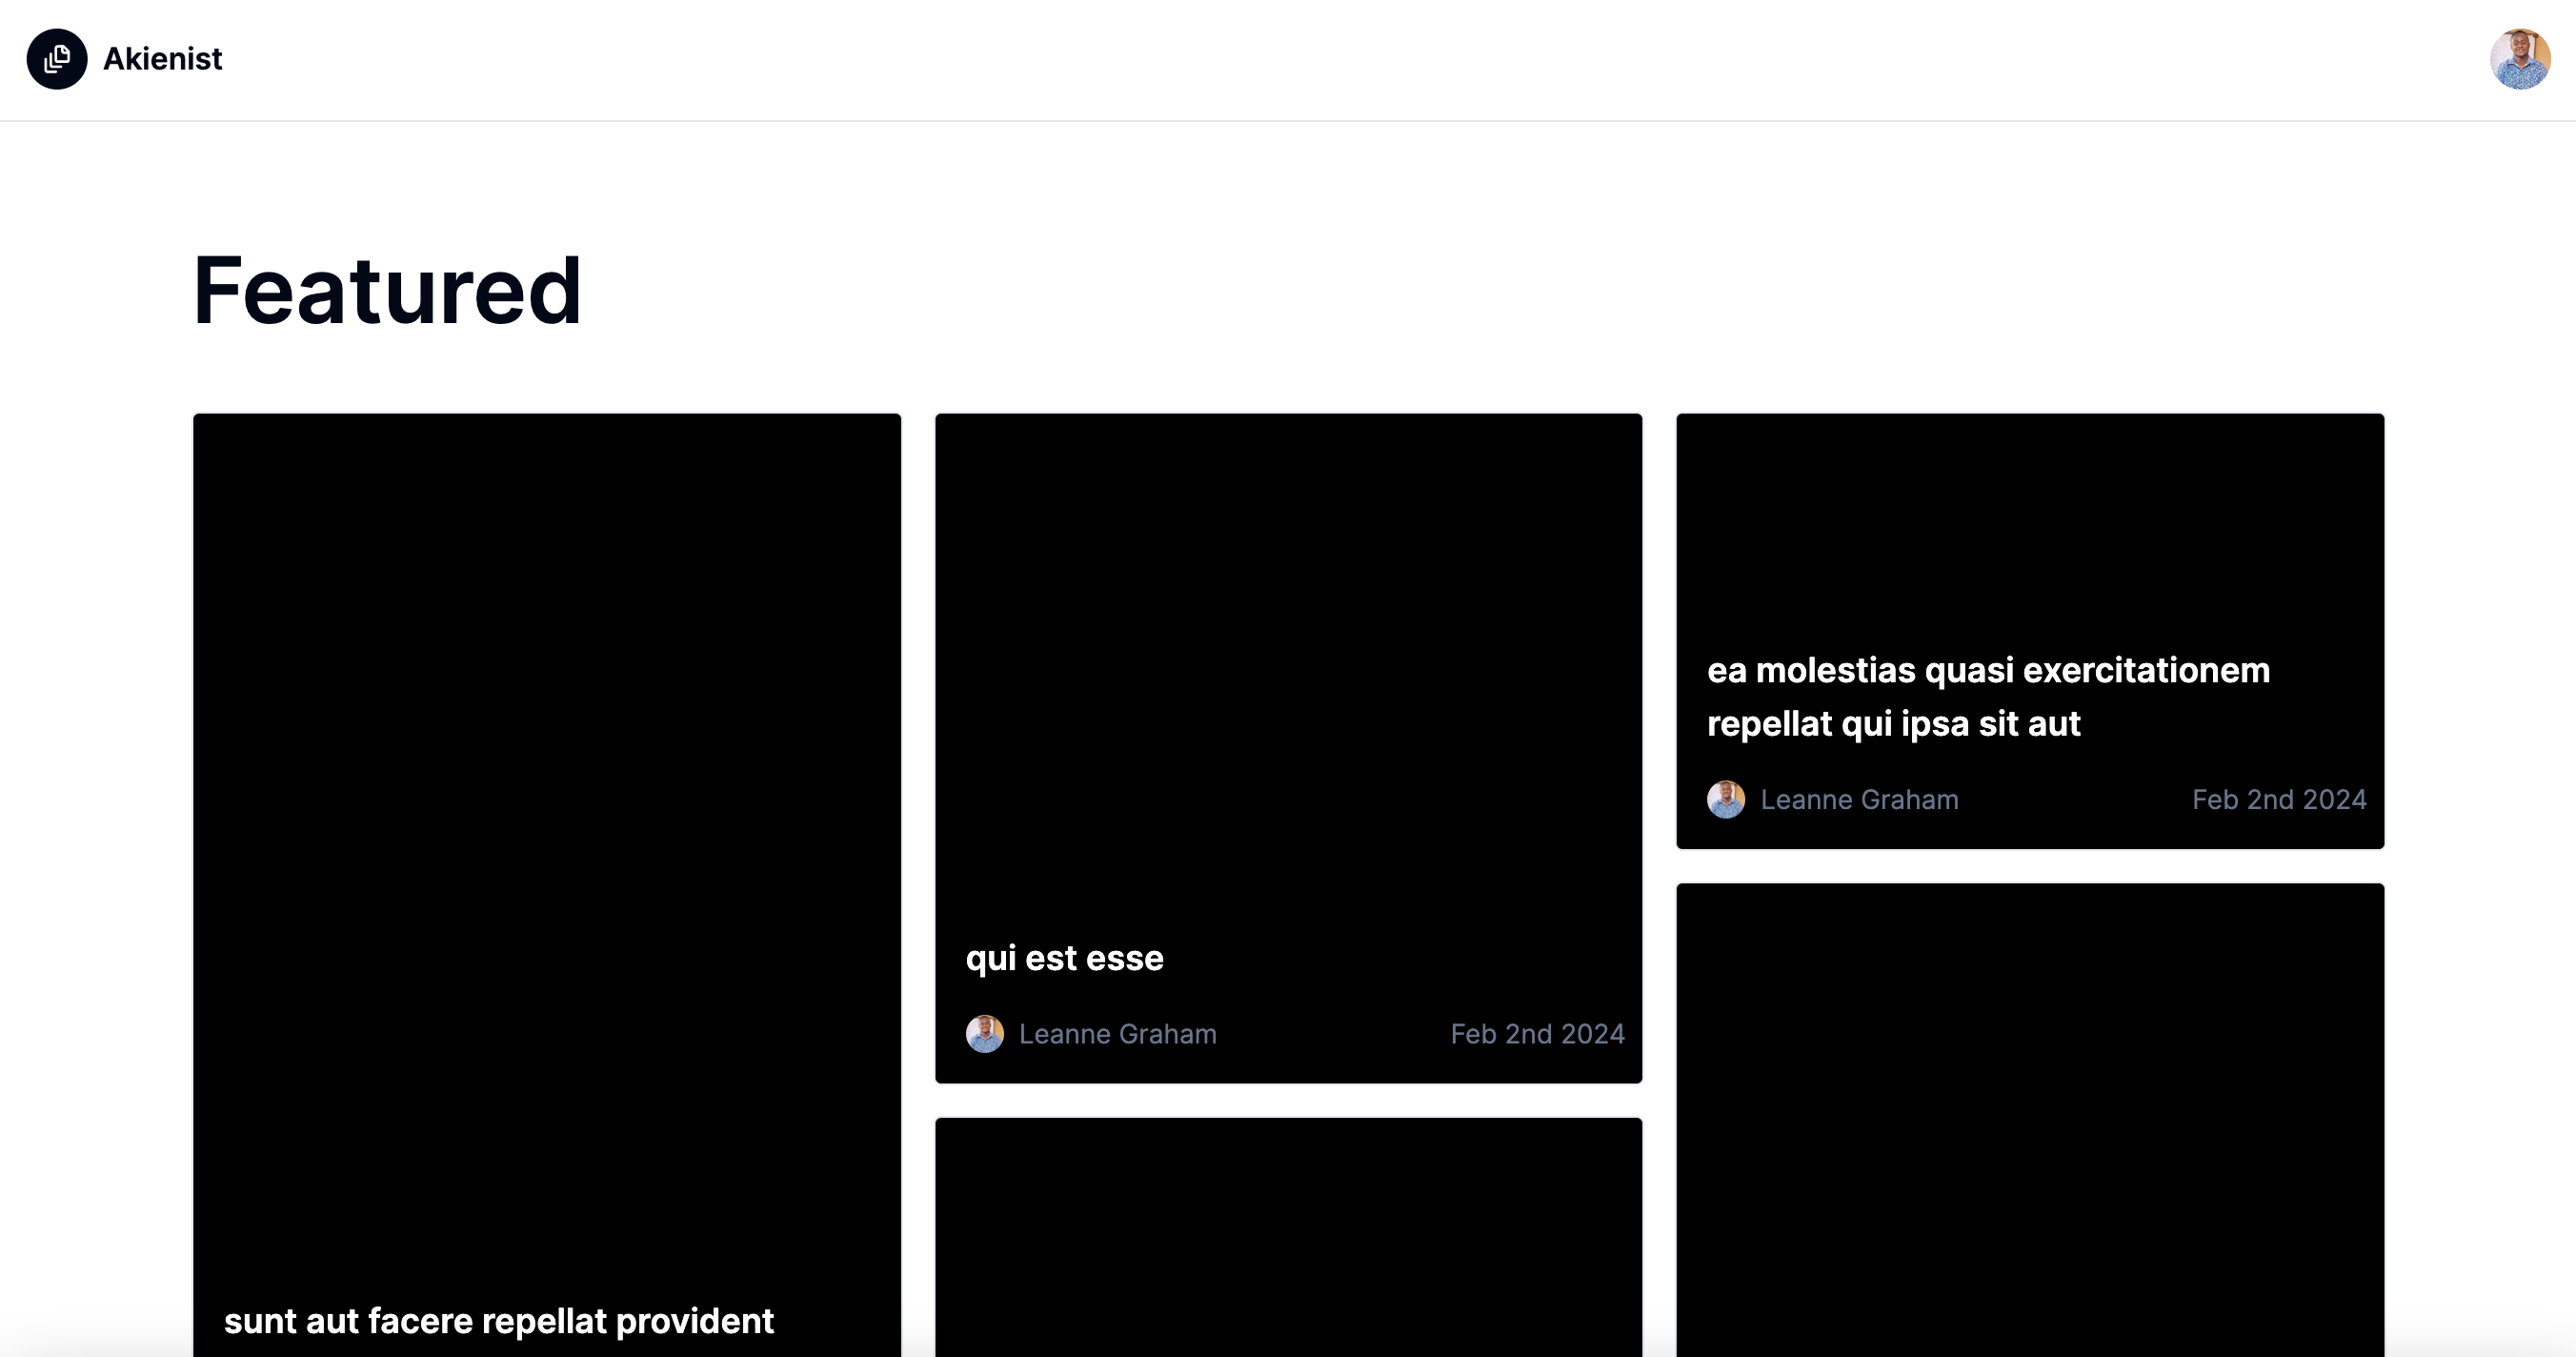 Akienist
Featured
ea molestias quasi exercitationem
repellat qui ipsa sit aut
Leanne Graham
Feb 2nd 2024
qui est esse
Leanne Graham
Feb 2nd 2024
sunt aut facere repellat provident